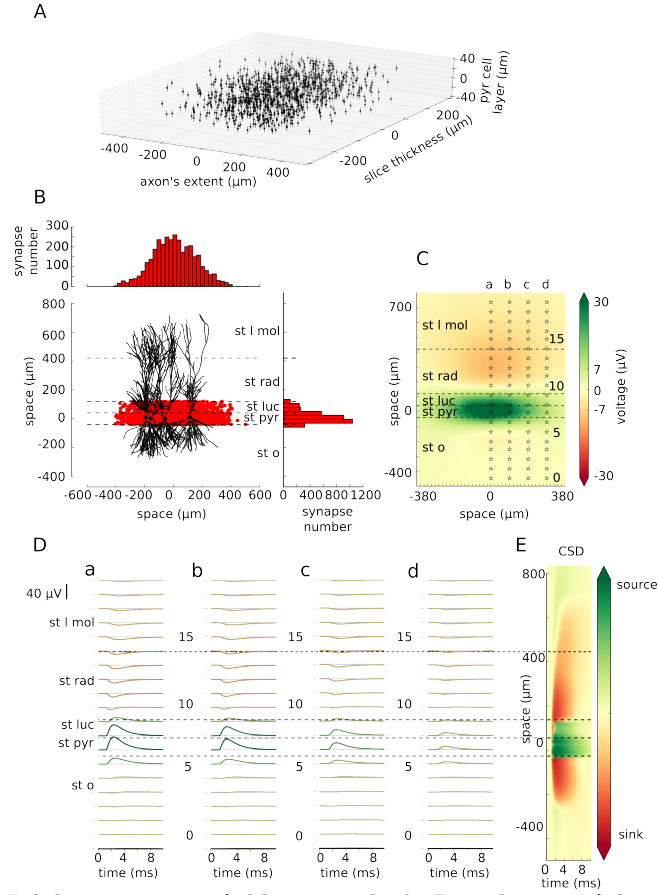 A
40
0
-40
pyr cell
layer (μm)
200
0
-200
slice thickness (μm)
-400
-200
0
200
400
axon's extent (μm)
B
300
200
100
0
synapse
number
800
600
400
200
0
-200
-400
space (μm)
st l mol
st rad
st luc
st pyr
st o
-600
-400
-200
0
200
400
600
space (μm)
0
400
800
1200
synapse
number
C
a b c d
700
0
-400
space (μm)
st l mol
st rad
st luc
st pyr
st o
15
10
5
0
-380
0
380
space (μm)
30
7
0
-7
-30
voltage (μV)
D
a
b
c
d
40 μV
st l mol
st rad
st luc
st pyr
st o
15
10
5
0
15
10
5
0
15
10
5
0
0 4 8
time (ms)
0 4 8
time (ms)
0 4 8
time (ms)
0 4 8
time (ms)
E
CSD
800
400
0
-400
space (μm)
0 4 8
time (ms)
source
sink